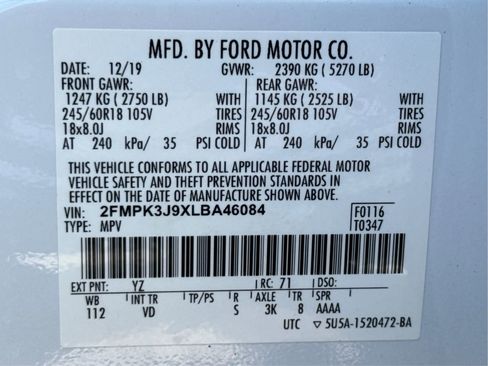 MFD. BY FORD MOTOR CO.
DATE: 12/19 GVWR: 2390 KG (5270 LB)
FRONT GAWR: REAR GAWR:
1247 KG (2750 LB) WITH 1145 KG (2525 LB) WITH
245/60R18 105V TIRES 245/60R18 105V TIRES
18x8.0J RIMS 18x8.0J RIMS
AT 240 kPa/ 35 PSI COLD AT 240 kPa/ 35 PSI COLD
THIS VEHICLE CONFORMS TO ALL APPLICABLE FEDERAL MOTOR
VEHICLE SAFETY AND THEFT PREVENTION STANDARDS IN
EFFECT ON THE DATE OF MANUFACTURE SHOWN ABOVE.
VIN: 2FMPK3J9XLBA46084 F0116
TYPE: MPV T0347
EXT PNT: YZ RC: 71 DSO:
WB INT TR TP/PS R AXLE TR SPR
112 VD S 3K 8 AAAA
UTC 5U5A-1520472-BA